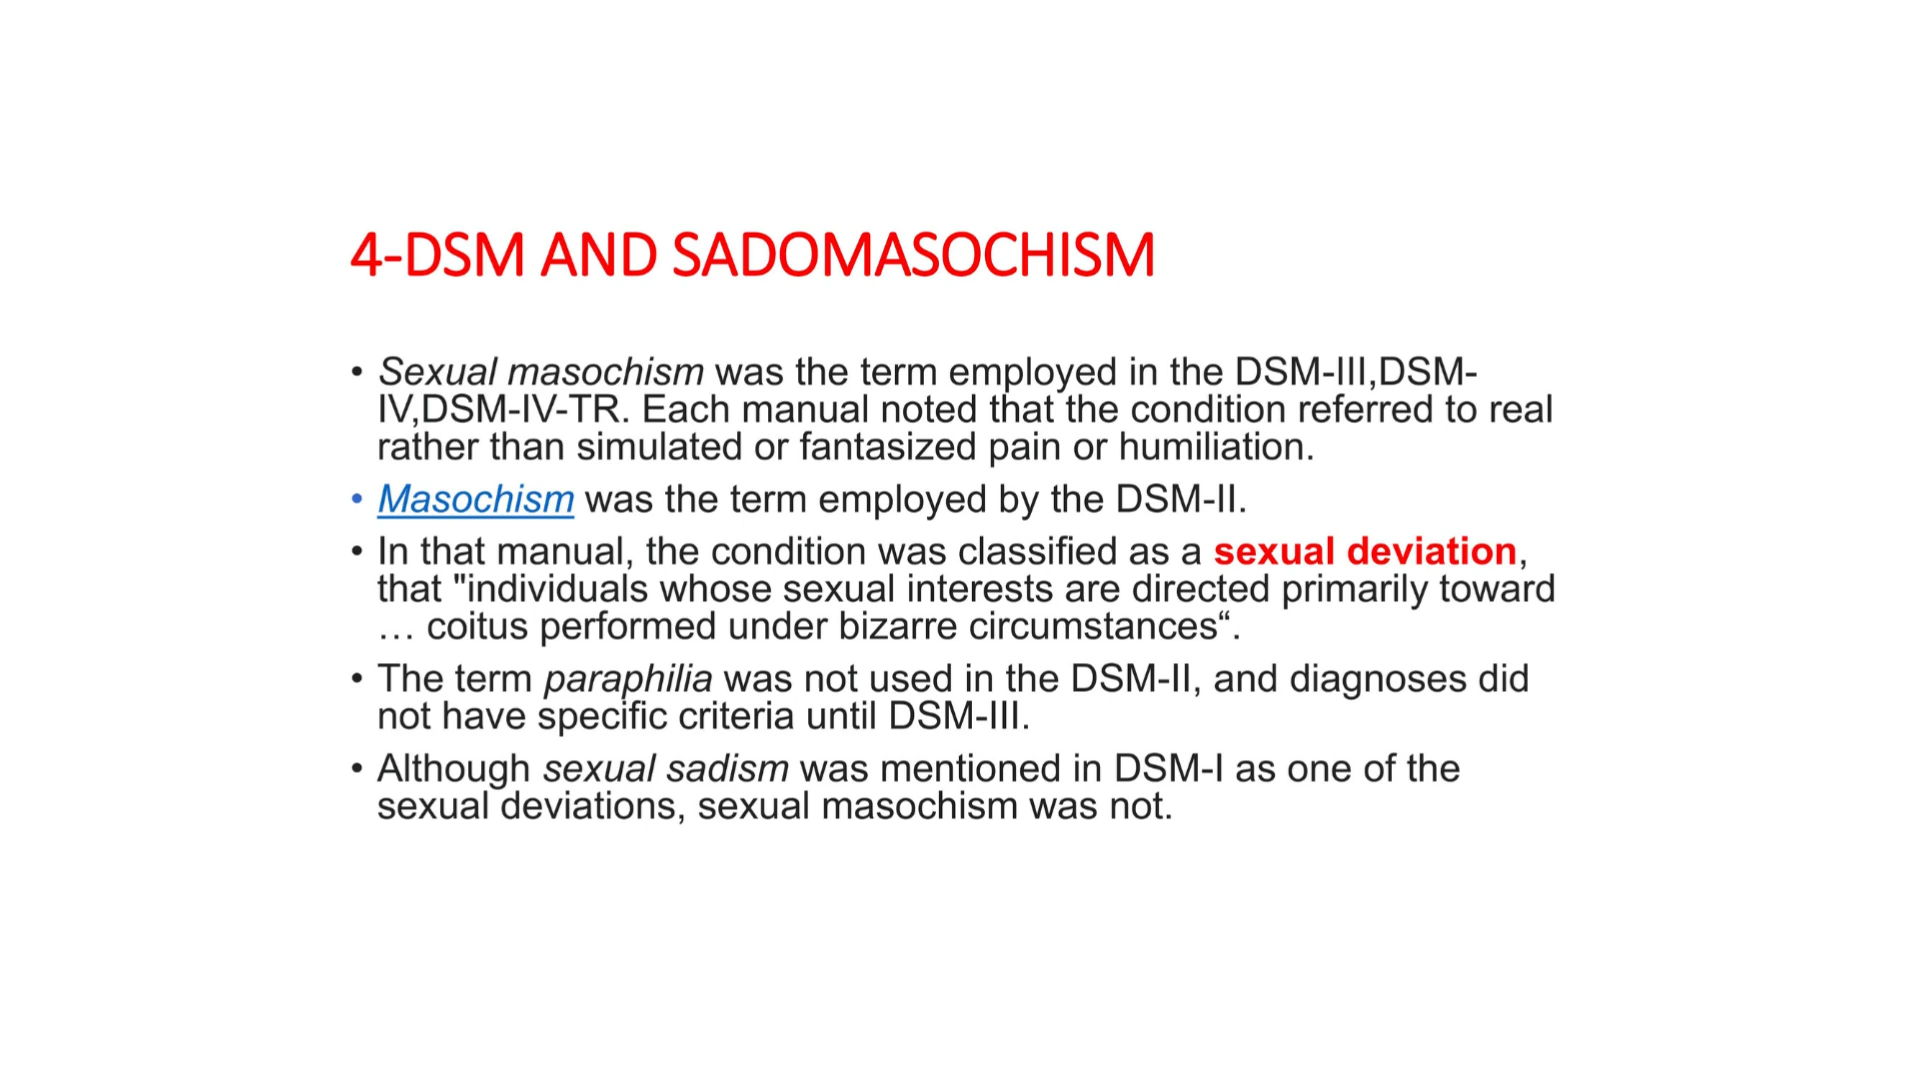 4-DSM AND SADOMASOCHISM
• Sexual masochism was the term employed in the DSM-III,DSM-
IV,DSM-IV-TR. Each manual noted that the condition referred to real
rather than simulated or fantasized pain or humiliation.
• Masochism was the term employed by the DSM-II.
• In that manual, the condition was classified as a sexual deviation,
that "individuals whose sexual interests are directed primarily toward
… coitus performed under bizarre circumstances“.
• The term paraphilia was not used in the DSM-II, and diagnoses did
not have specific criteria until DSM-III.
• Although sexual sadism was mentioned in DSM-I as one of the
sexual deviations, sexual masochism was not.